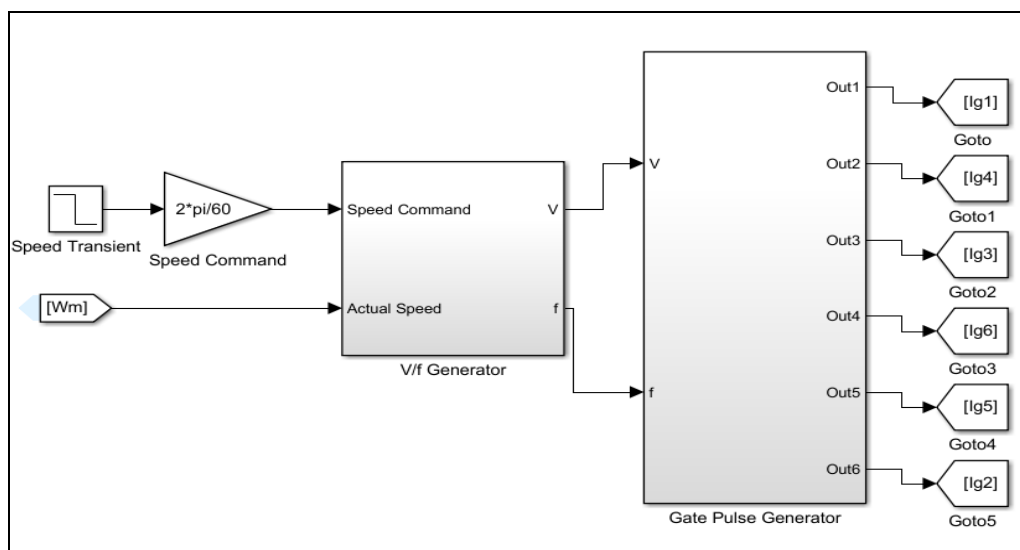 Speed Transient
2*pi/60
Speed Command
[Wm]
Speed Command
Actual Speed
V
f
V/f Generator
V
f
Out1
Out2
Out3
Out4
Out5
Out6
Gate Pulse Generator
[Ig1]
Goto
[Ig4]
Goto1
[Ig3]
Goto2
[Ig6]
Goto3
[Ig5]
Goto4
[Ig2]
Goto5